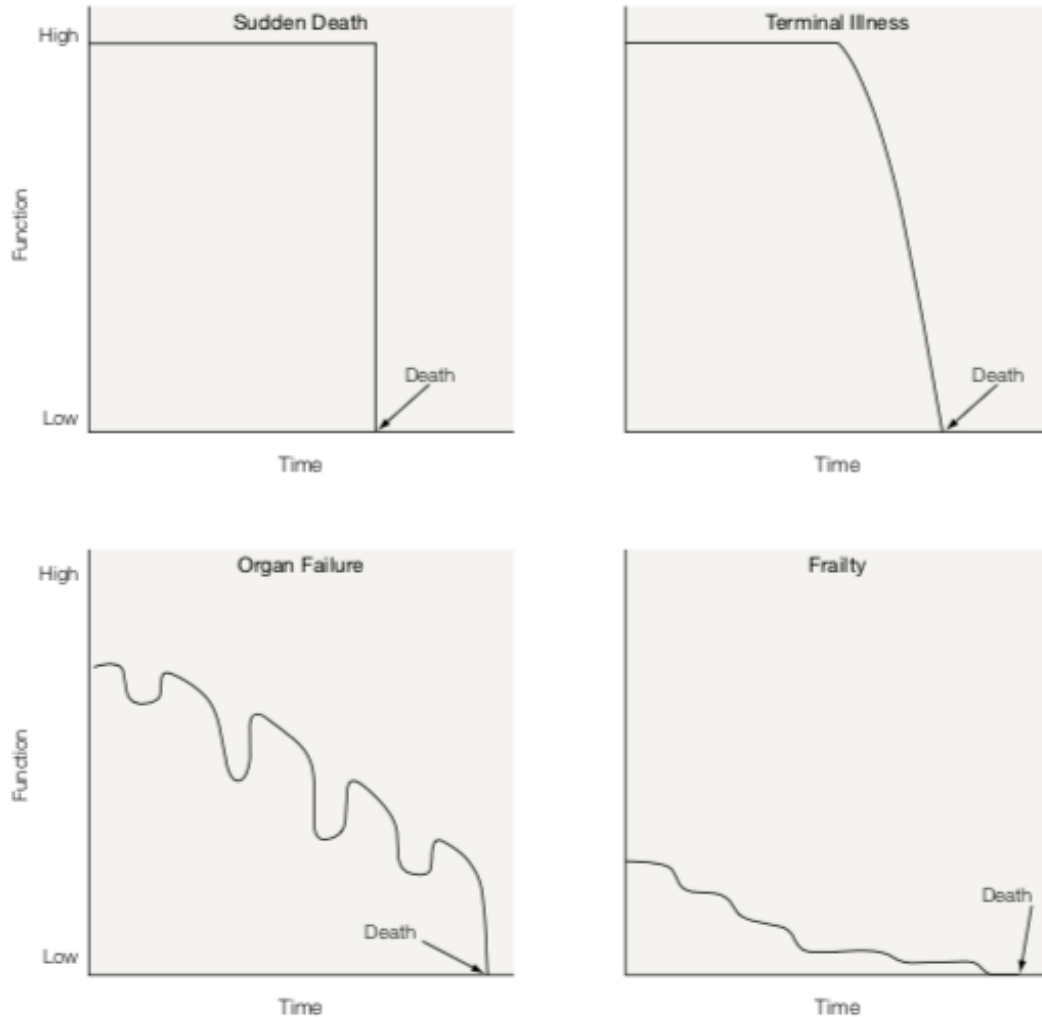 Sudden Death
High
Function
Low
Death
Time
Terminal Illness
Death
Time
Organ Failure
High
Function
Low
Death
Time
Frailty
Death
Time